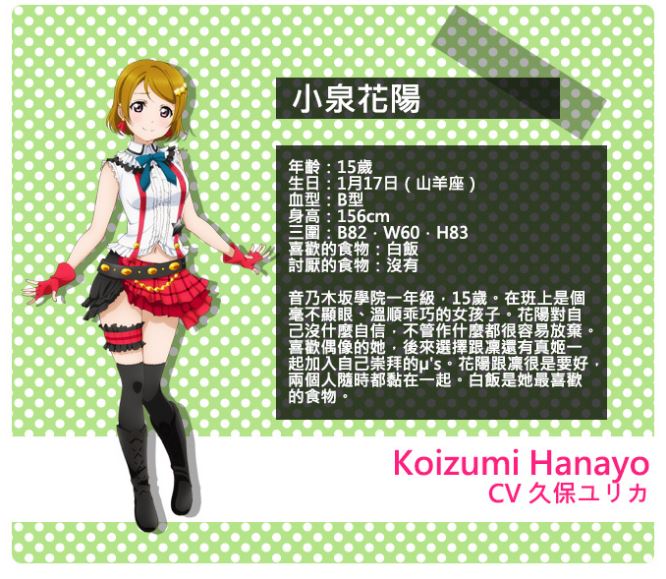 小泉花陽
年齡：15歲
生日：1月17日（山羊座）
血型：B型
身高：156cm
三圍：B82・W60・H83
喜歡的食物：白飯
討厭的食物：沒有
音乃木坂學院一年級，15歲。在班上是個
毫不顯眼、溫順乖巧的女孩子。花陽對自
己沒什麼自信，不管作什麼都很容易放棄。
喜歡偶像的她，後來選擇跟凜還有真姬一
起加入自己崇拜的μ's。花陽跟凜很是要好，
兩個人隨時都黏在一起。白飯是她最喜歡
的食物。
Koizumi Hanayo
CV 久保ユリカ